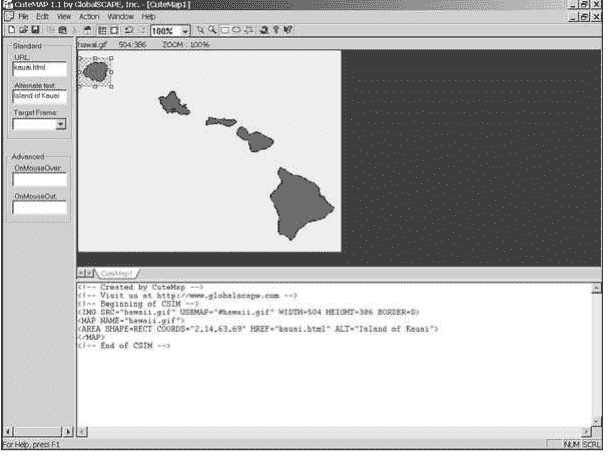 CuteMAP 1.1 by GlobalSCAPE, Inc. - [CuteMap1]
File Edit View Action Window Help
100%
Standard
URL:
kauai.html
Alternate text:
Island of Kauai
Target Frame:
Advanced
OnMouseOver:
OnMouseOut:
hawaii.gif 504:386 ZOOM : 100%
CuteMap1
<!-- Created by CuteMap -->
<!-- Visit us at http://www.globalscape.com -->
<!-- Beginning of CSIM -->
<IMG SRC="hawaii.gif" USEMAP="#hawaii.gif" WIDTH=504 HEIGHT=386 BORDER=0>
<MAP NAME="hawaii.gif">
<AREA SHAPE=RECT COORDS="2,14,63,69" HREF="kauai.html" ALT="Island of Kauai">
</MAP>
<!-- End of CSIM -->
For Help, press F1
NUM SCRL